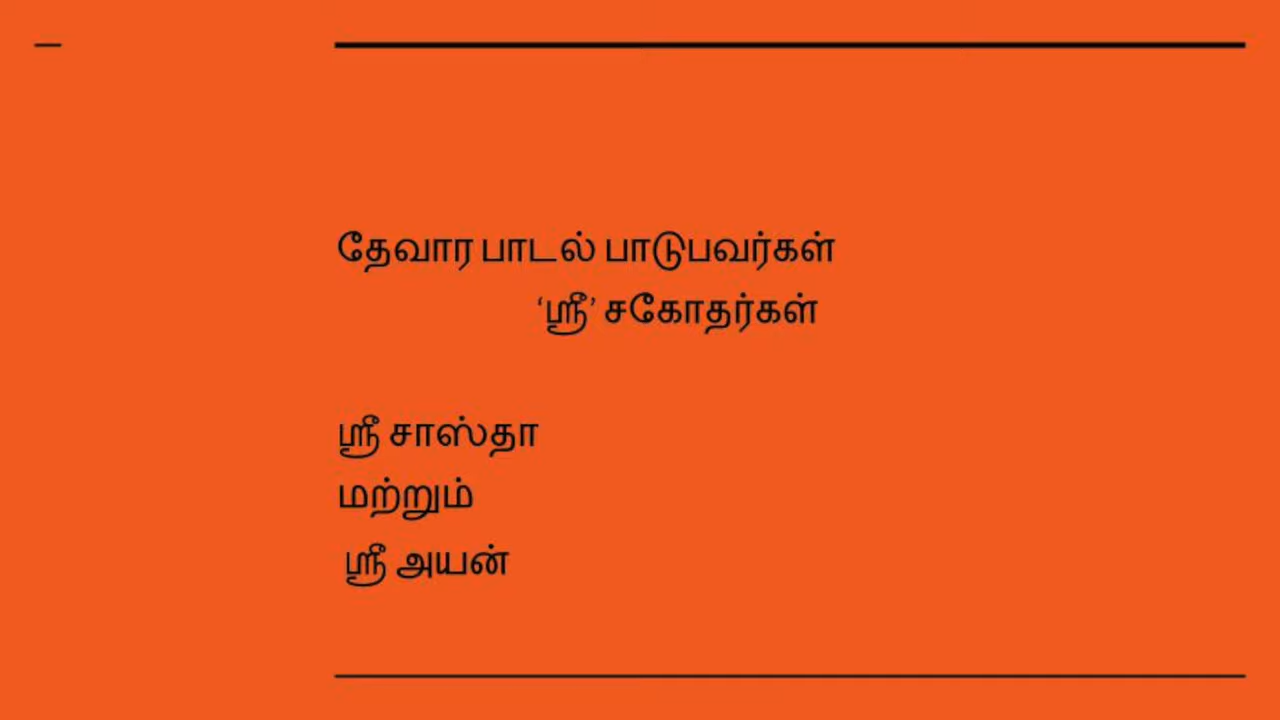 தேவார பாடல் பாடுபவர்கள்
‘ஸ்ரீ’ சகோதர்கள்
ஸ்ரீ சாஸ்தா
மற்றும்
ஸ்ரீ அயன்